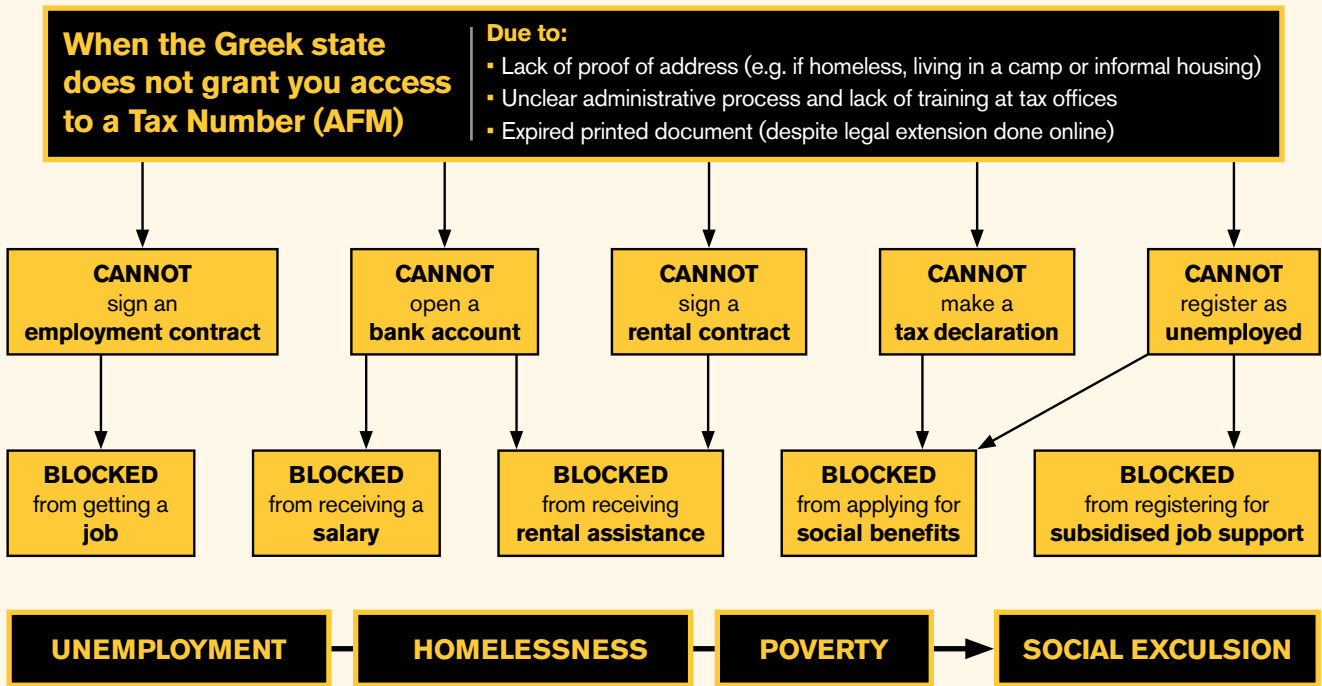 When the Greek state
does not grant you access
to a Tax Number (AFM)
Due to:
▪ Lack of proof of address (e.g. if homeless, living in a camp or informal housing)
▪ Unclear administrative process and lack of training at tax offices
▪ Expired printed document (despite legal extension done online)
CANNOT
sign an
employment contract
CANNOT
open a
bank account
CANNOT
sign a
rental contract
CANNOT
make a
tax declaration
CANNOT
register as
unemployed
BLOCKED
from getting a
job
BLOCKED
from receiving a
salary
BLOCKED
from receiving
rental assistance
BLOCKED
from applying for
social benefits
BLOCKED
from registering for
subsidised job support
UNEMPLOYMENT
HOMELESSNESS
POVERTY
SOCIAL EXCULSION